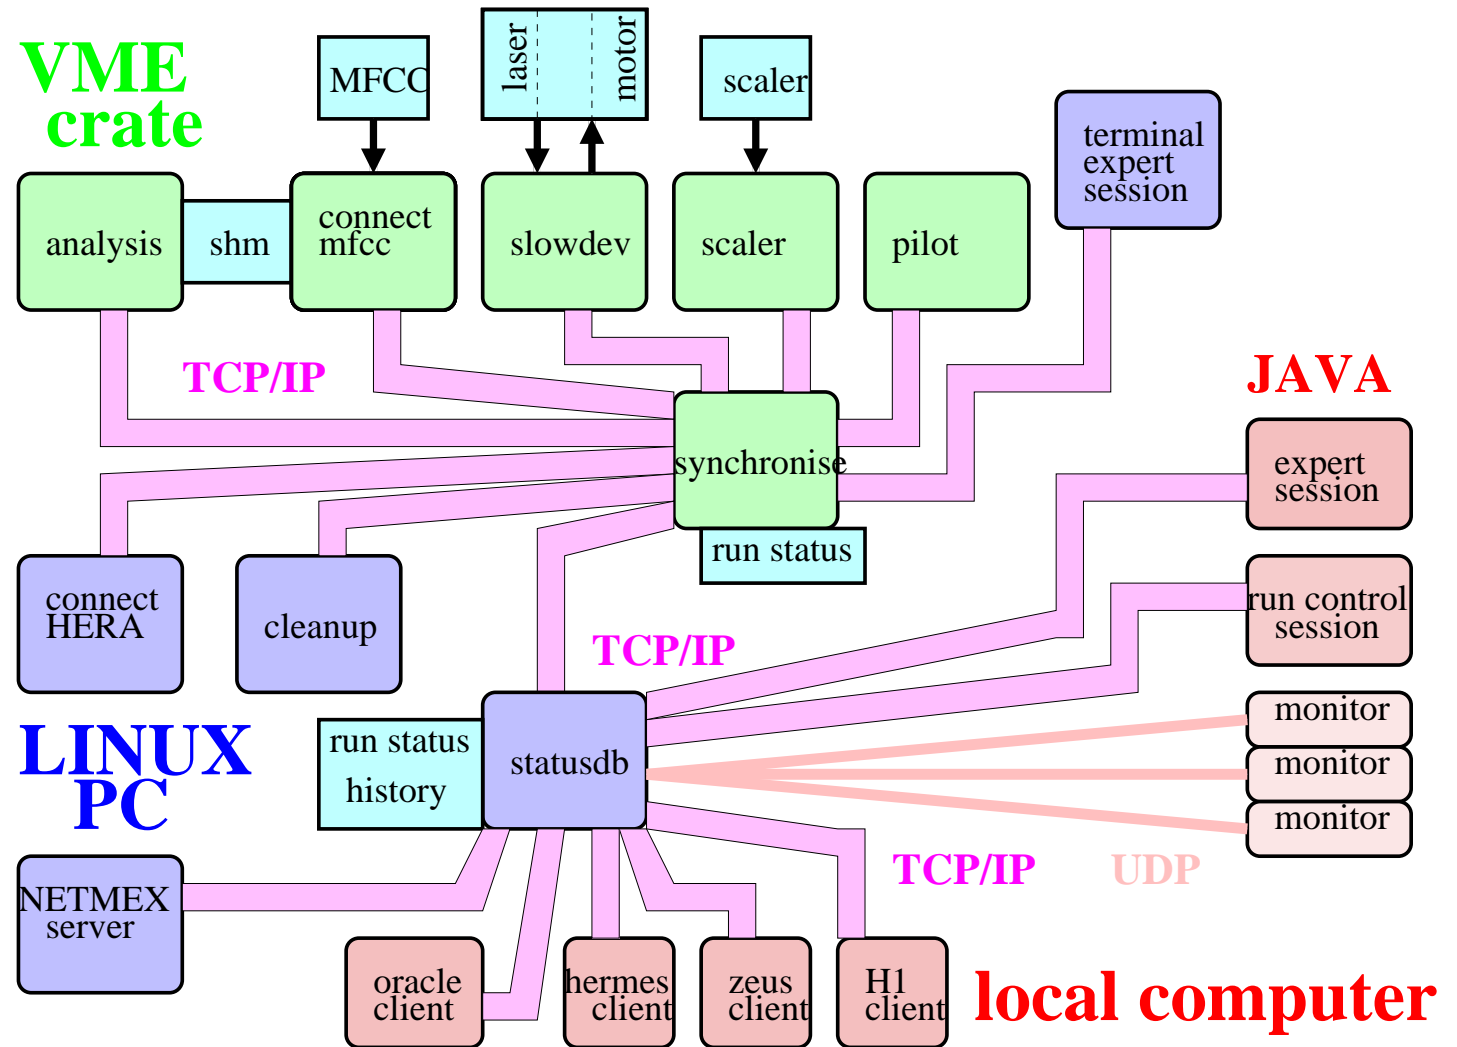 VME
crate
MFCC
laser
motor
scaler
terminal
expert
session
analysis
shm
connect
mfcc
slowdev
scaler
pilot
TCP/IP
JAVA
synchronise
expert
session
run status
connect
HERA
cleanup
run control
session
TCP/IP
LINUX
PC
run status
history
statusdb
monitor
monitor
monitor
TCP/IP
UDP
NETMEX
server
oracle
client
hermes
client
zeus
client
H1
client
local computer